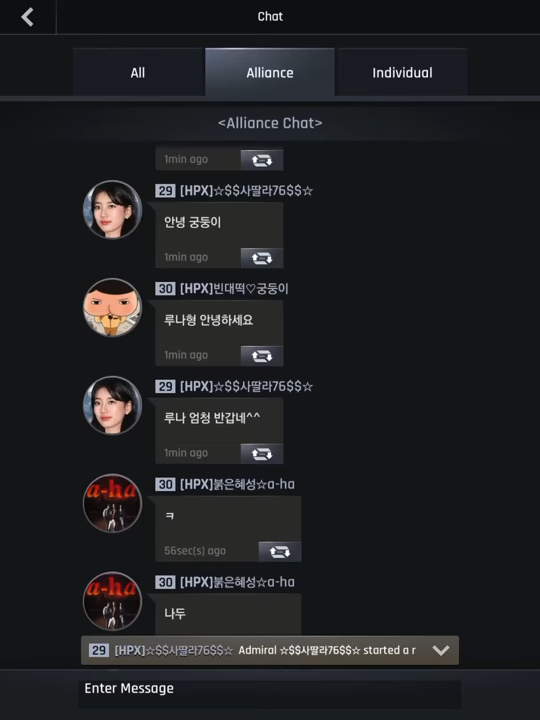 Chat
All
Alliance
Individual
<Alliance Chat>
1min ago
29 [HPX]☆$$사딸라76$$☆
안녕 궁둥이
1min ago
30 [HPX]빈대떡♡궁둥이
루나형 안녕하세요
1min ago
29 [HPX]☆$$사딸라76$$☆
루나 엄청 반갑네^^
1min ago
a-ha
30 [HPX]붉은혜성☆a-ha
ㅋ
56sec(s) ago
a-ha
30 [HPX]붉은혜성☆a-ha
나두
29 [HPX]☆$$사딸라76$$☆ Admiral ☆$$사딸라76$$☆ started a r
Enter Message